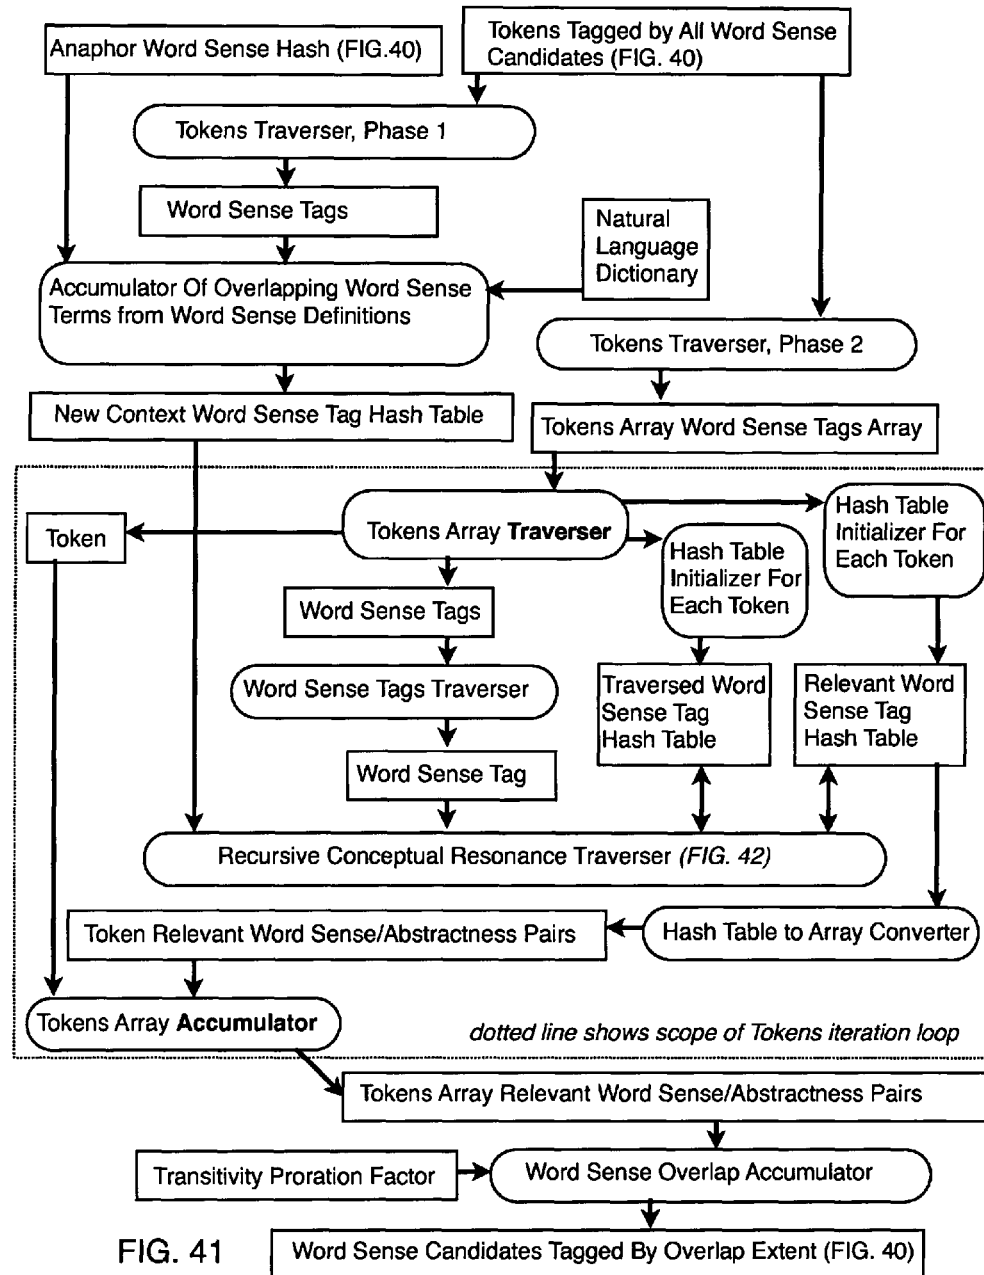 Anaphor Word Sense Hash (FIG.40)
Tokens Tagged by All Word Sense
Candidates (FIG. 40)
Tokens Traverser, Phase 1
Word Sense Tags
Natural
Language
Dictionary
Accumulator Of Overlapping Word Sense
Terms from Word Sense Definitions
Tokens Traverser, Phase 2
New Context Word Sense Tag Hash Table
Tokens Array Word Sense Tags Array
Token
Tokens Array Traverser
Hash Table
Initializer For
Each Token
Hash Table
Initializer For
Each Token
Word Sense Tags
Word Sense Tags Traverser
Traversed Word
Sense Tag
Hash Table
Relevant Word
Sense Tag
Hash Table
Word Sense Tag
Recursive Conceptual Resonance Traverser (FIG. 42)
Token Relevant Word Sense/Abstractness Pairs
Hash Table to Array Converter
Tokens Array Accumulator
dotted line shows scope of Tokens iteration loop
Tokens Array Relevant Word Sense/Abstractness Pairs
Transitivity Proration Factor
Word Sense Overlap Accumulator
FIG. 41
Word Sense Candidates Tagged By Overlap Extent (FIG. 40)